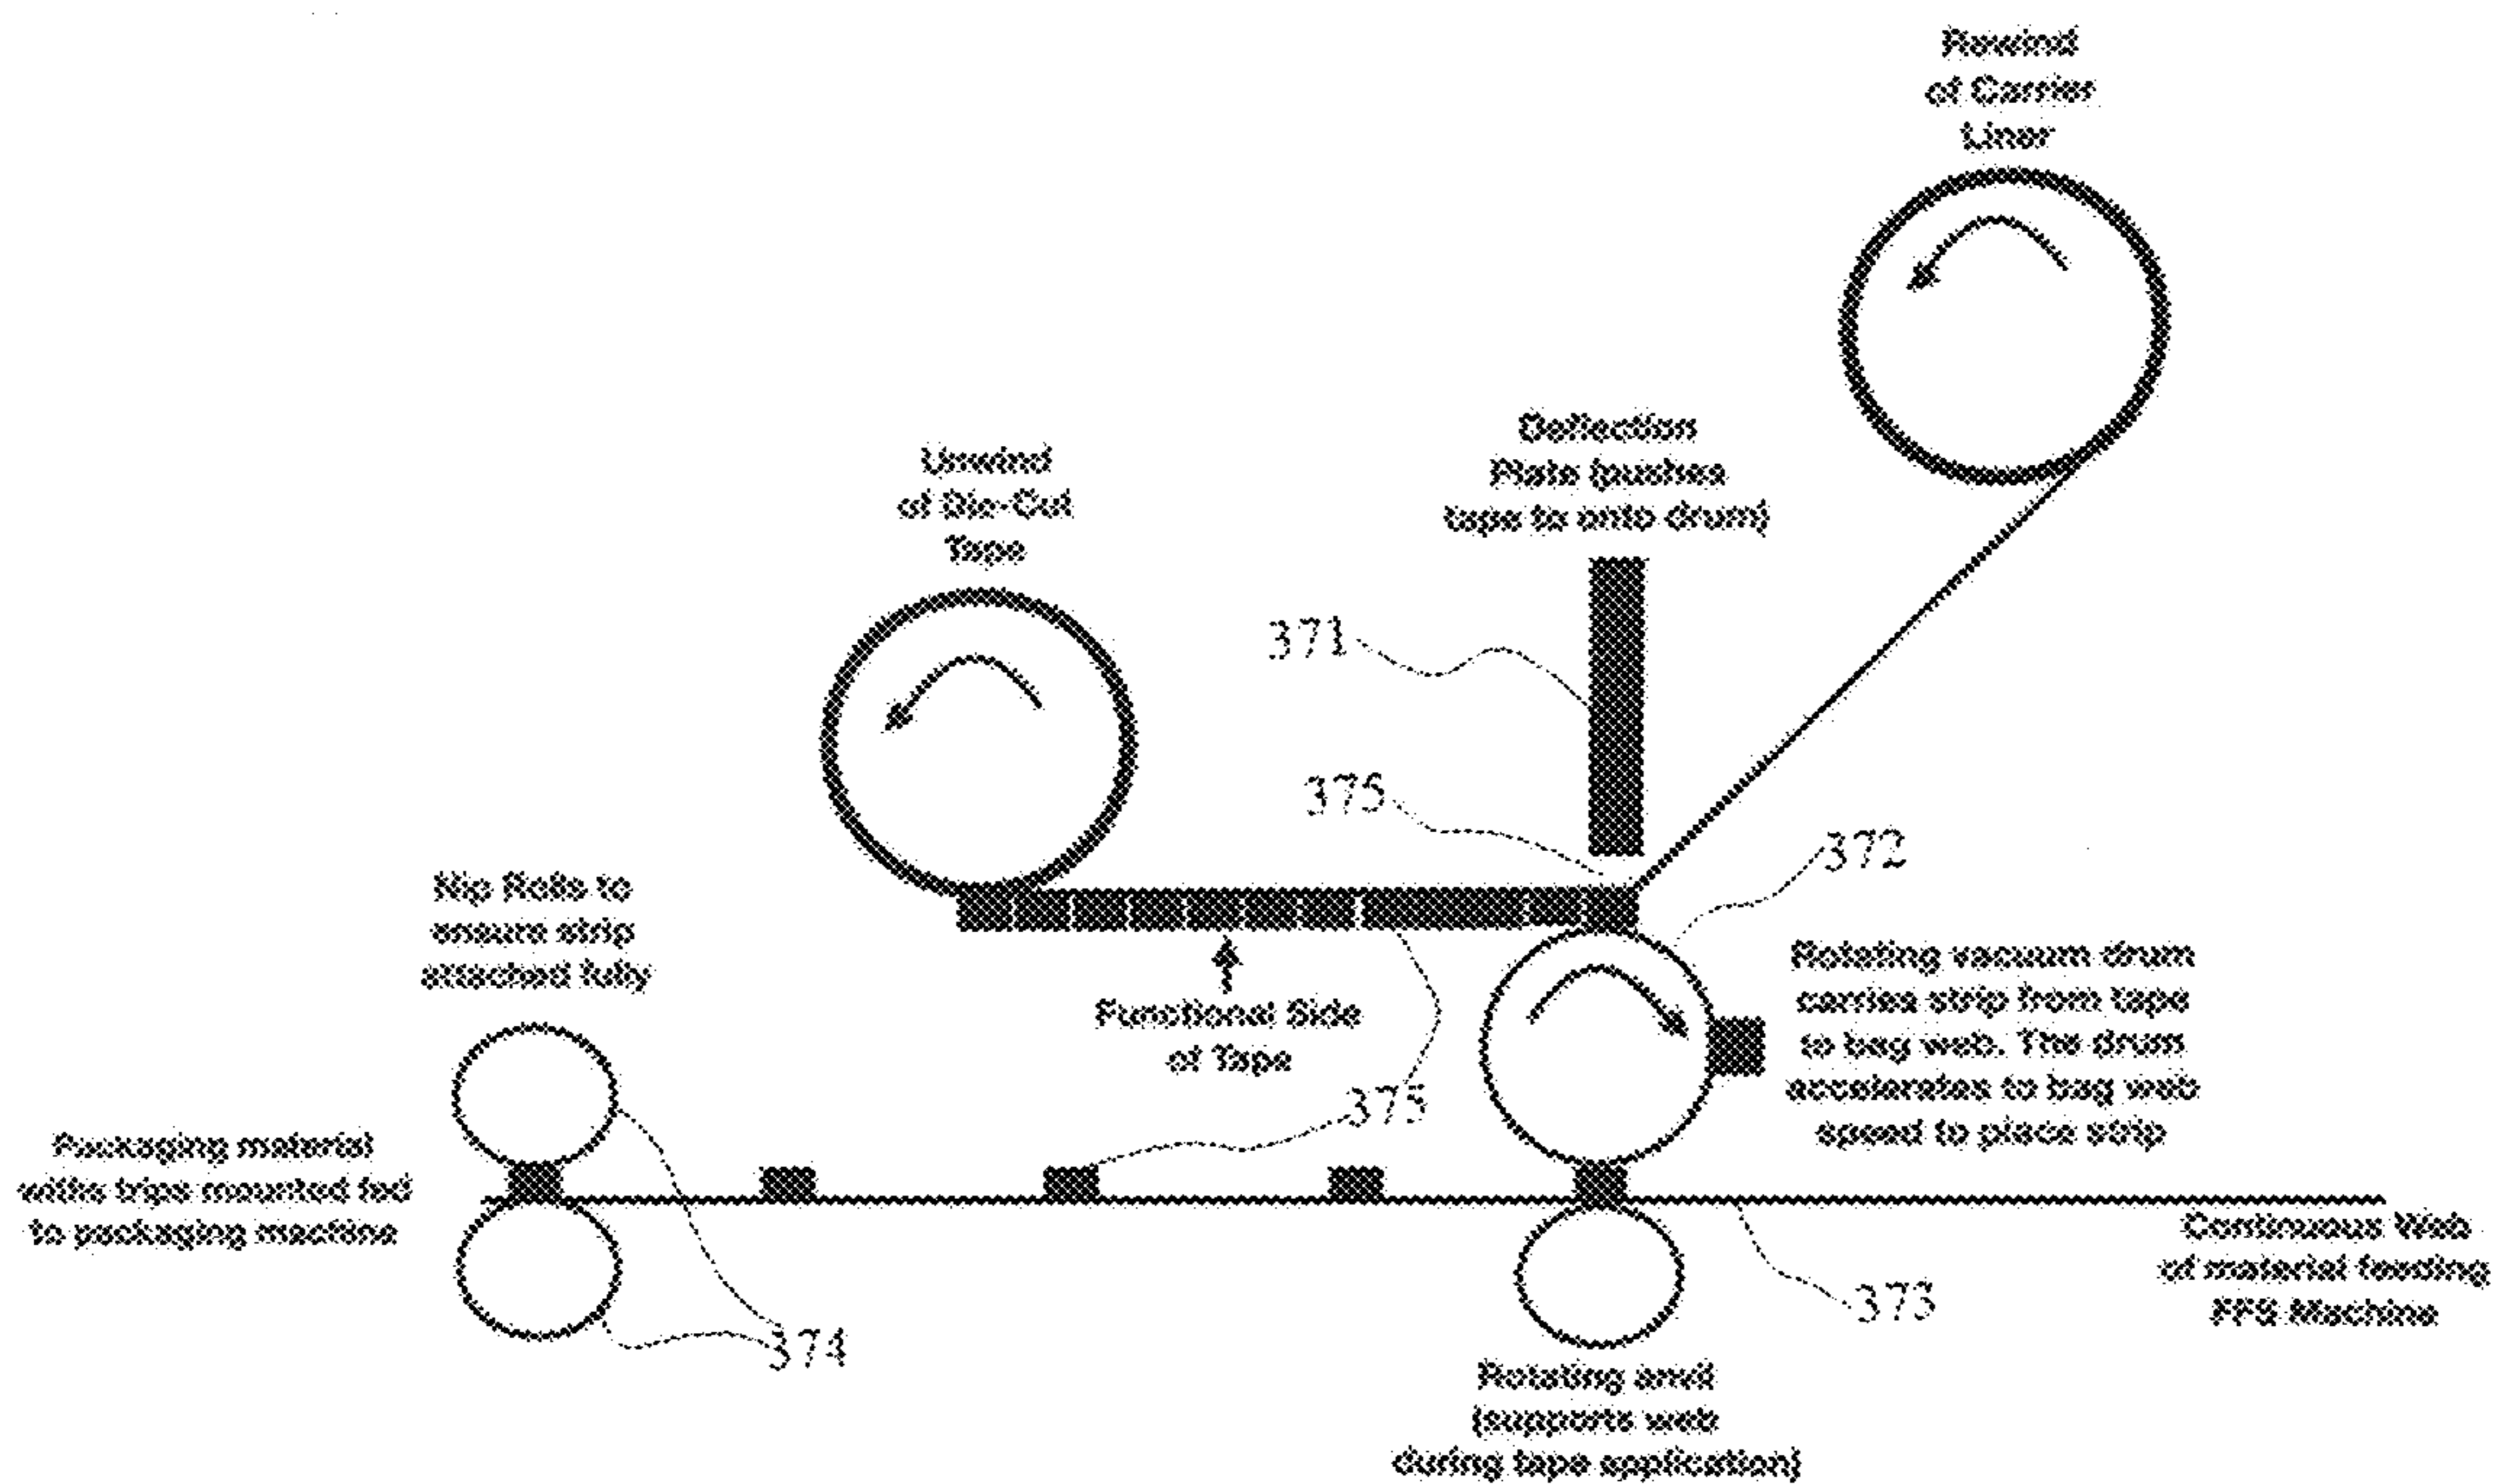 Rewind
of Carrier
Liner
Deflection
Plate (pushes
tape to onto drum)
Unwind
of Die-Cut
Tape
371
375
372
Nip Rolls to
ensure strip
attached fully
Functional Side
of Tape
Rotating vacuum drum
carries strip from tape
to bag web. The drum
accelerates to bag web
speed to place strip
375
Packaging material
with strips mounted fed
to packaging machine
Continuous Web
of material feeding
FFS Machine
373
374
Rotating anvil
(supports web
during tape application)